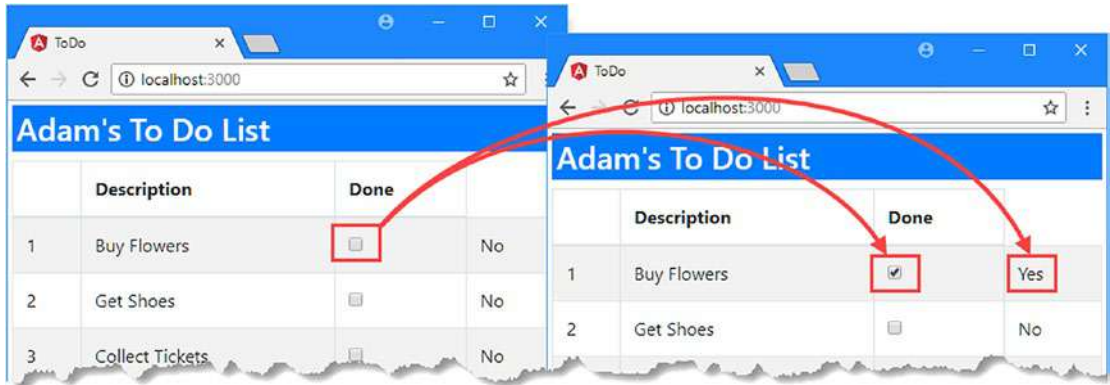 ToDo
localhost:3000
Adam's To Do List
Description Done
1 Buy Flowers No
2 Get Shoes No
3 Collect Tickets No
ToDo
localhost:3000
Adam's To Do List
Description Done
1 Buy Flowers Yes
2 Get Shoes No